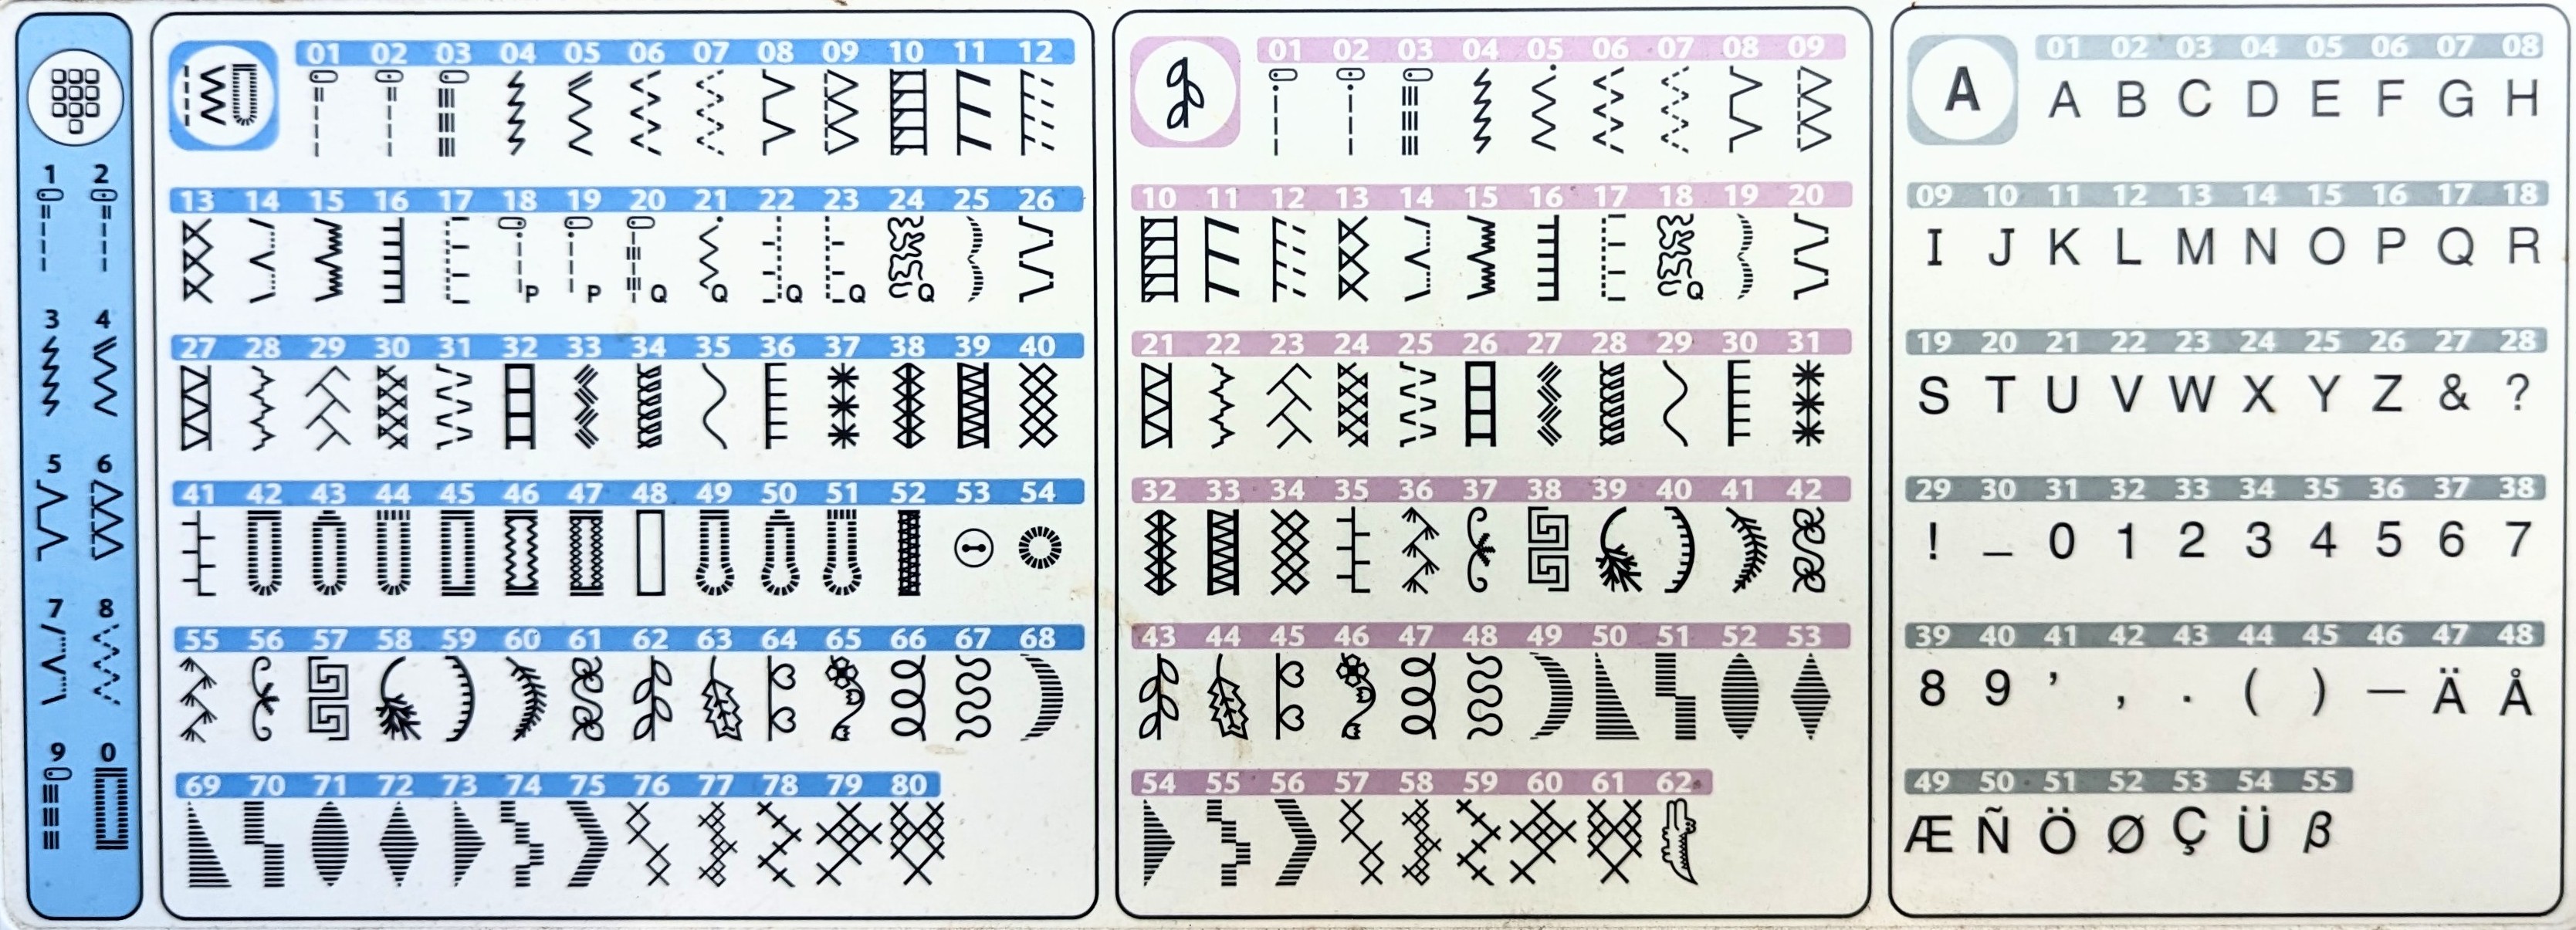 1 2
3 4
5 6
7 8
9 0
01 02 03 04 05 06 07 08 09 10 11 12
13 14 15 16 17 18 19 20 21 22 23 24 25 26
P P Q Q Q Q Q
27 28 29 30 31 32 33 34 35 36 37 38 39 40
41 42 43 44 45 46 47 48 49 50 51 52 53 54
55 56 57 58 59 60 61 62 63 64 65 66 67 68
69 70 71 72 73 74 75 76 77 78 79 80
01 02 03 04 05 06 07 08 09
10 11 12 13 14 15 16 17 18 19 20
Q
21 22 23 24 25 26 27 28 29 30 31
32 33 34 35 36 37 38 39 40 41 42
43 44 45 46 47 48 49 50 51 52 53
54 55 56 57 58 59 60 61 62
A
01 02 03 04 05 06 07 08
A B C D E F G H
09 10 11 12 13 14 15 16 17 18
I J K L M N O P Q R
19 20 21 22 23 24 25 26 27 28
S T U V W X Y Z & ?
29 30 31 32 33 34 35 36 37 38
! _ 0 1 2 3 4 5 6 7
39 40 41 42 43 44 45 46 47 48
8 9 ’ , . ( ) — Ä Å
49 50 51 52 53 54 55
Æ Ñ Ö Ø Ç Ü β